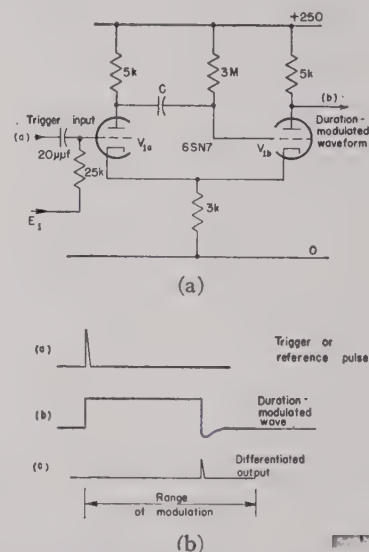 +250
5k
3M
5k
C
(b)
Trigger input
(a)
V1a
6SN7
V1b
Duration-
modulated
waveform
20μμf
25k
E1
3k
0
(a)
(a)
Trigger or
reference pulse
(b)
Duration-
modulated
wave
(c)
Differentiated
output
Range
of modulation
(b)